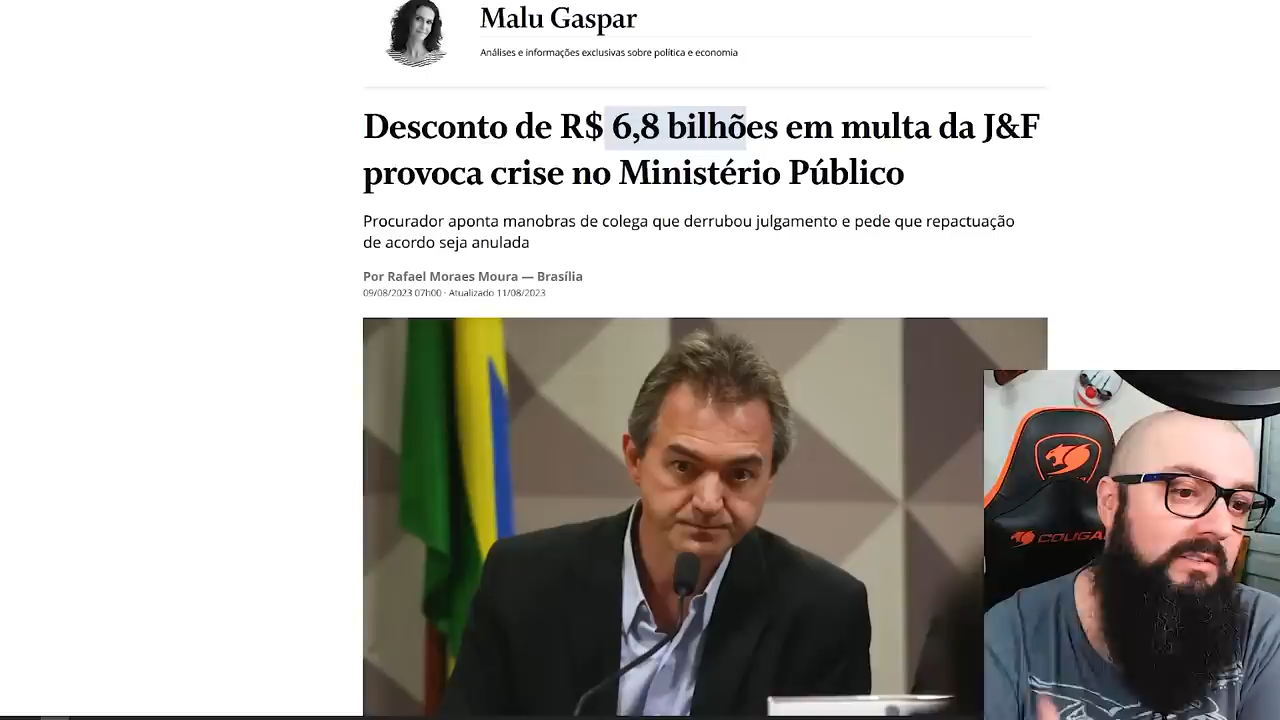 Malu Gaspar
Análises e informações exclusivas sobre política e economia
Desconto de R$ 6,8 bilhões em multa da J&F
provoca crise no Ministério Público
Procurador aponta manobras de colega que derrubou julgamento e pede que repactuação
de acordo seja anulada
Por Rafael Moraes Moura — Brasília
09/08/2023 07h00 · Atualizado 11/08/2023
COUGA